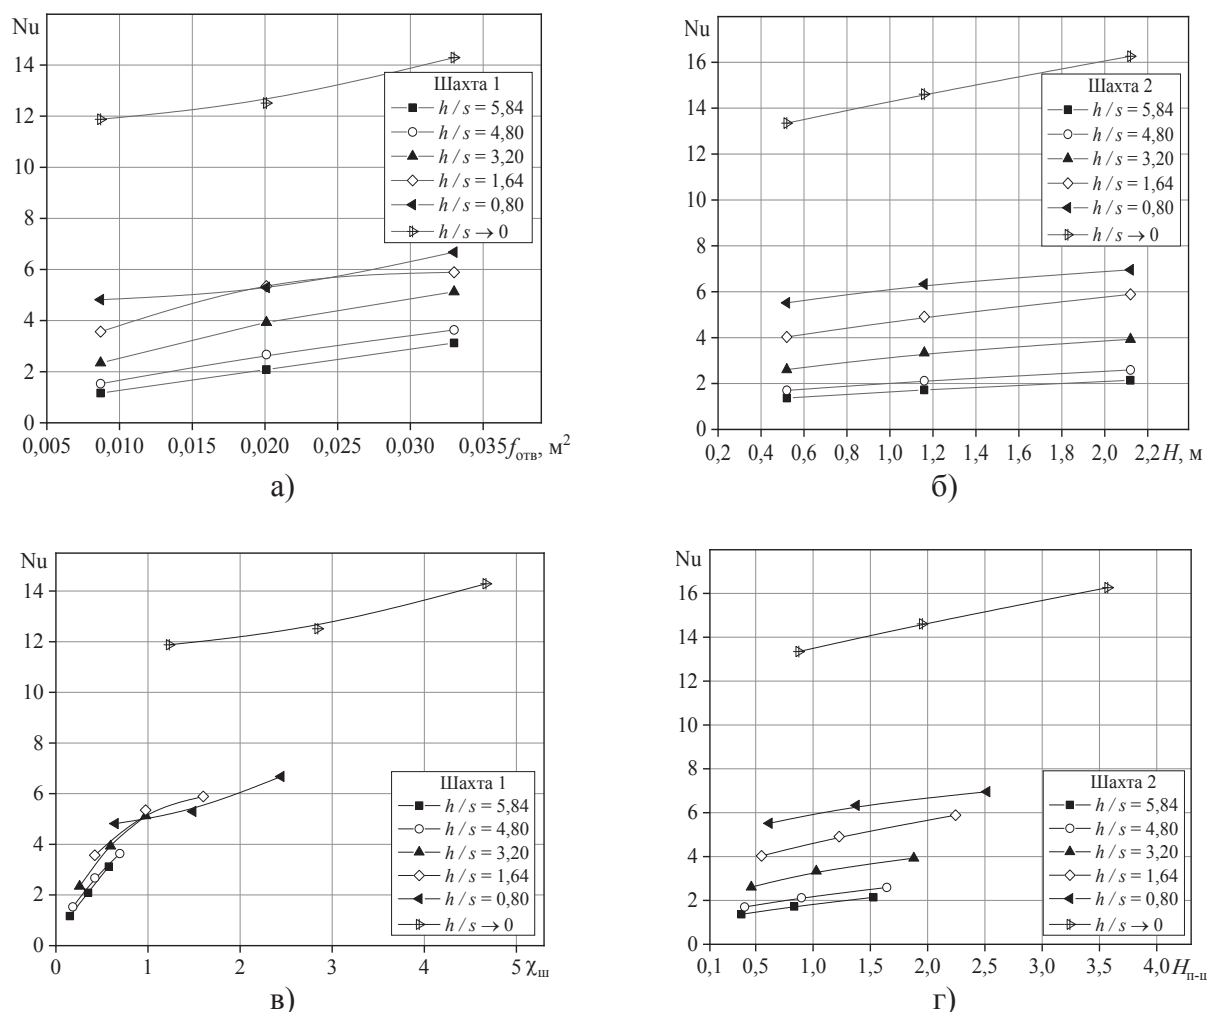 Nu
14
12
10
8
6
4
2
0
Шахта 1
h / s = 5,84
h / s = 4,80
h / s = 3,20
h / s = 1,64
h / s = 0,80
h / s → 0
0,005 0,010 0,015 0,020 0,025 0,030 0,035 fотв, м²
а)
Nu
16
14
12
10
8
6
4
2
0
Шахта 2
h / s = 5,84
h / s = 4,80
h / s = 3,20
h / s = 1,64
h / s = 0,80
h / s → 0
0,2 0,4 0,6 0,8 1,0 1,2 1,4 1,6 1,8 2,0 2,2 H, м
б)
Nu
14
12
10
8
6
4
2
0
Шахта 1
h / s = 5,84
h / s = 4,80
h / s = 3,20
h / s = 1,64
h / s = 0,80
h / s → 0
0 1 2 3 4 5 χш
в)
Nu
16
14
12
10
8
6
4
2
0
Шахта 2
h / s = 5,84
h / s = 4,80
h / s = 3,20
h / s = 1,64
h / s = 0,80
h / s → 0
0,1 0,5 1,0 1,5 2,0 2,5 3,0 3,5 4,0 Hп-ш
г)